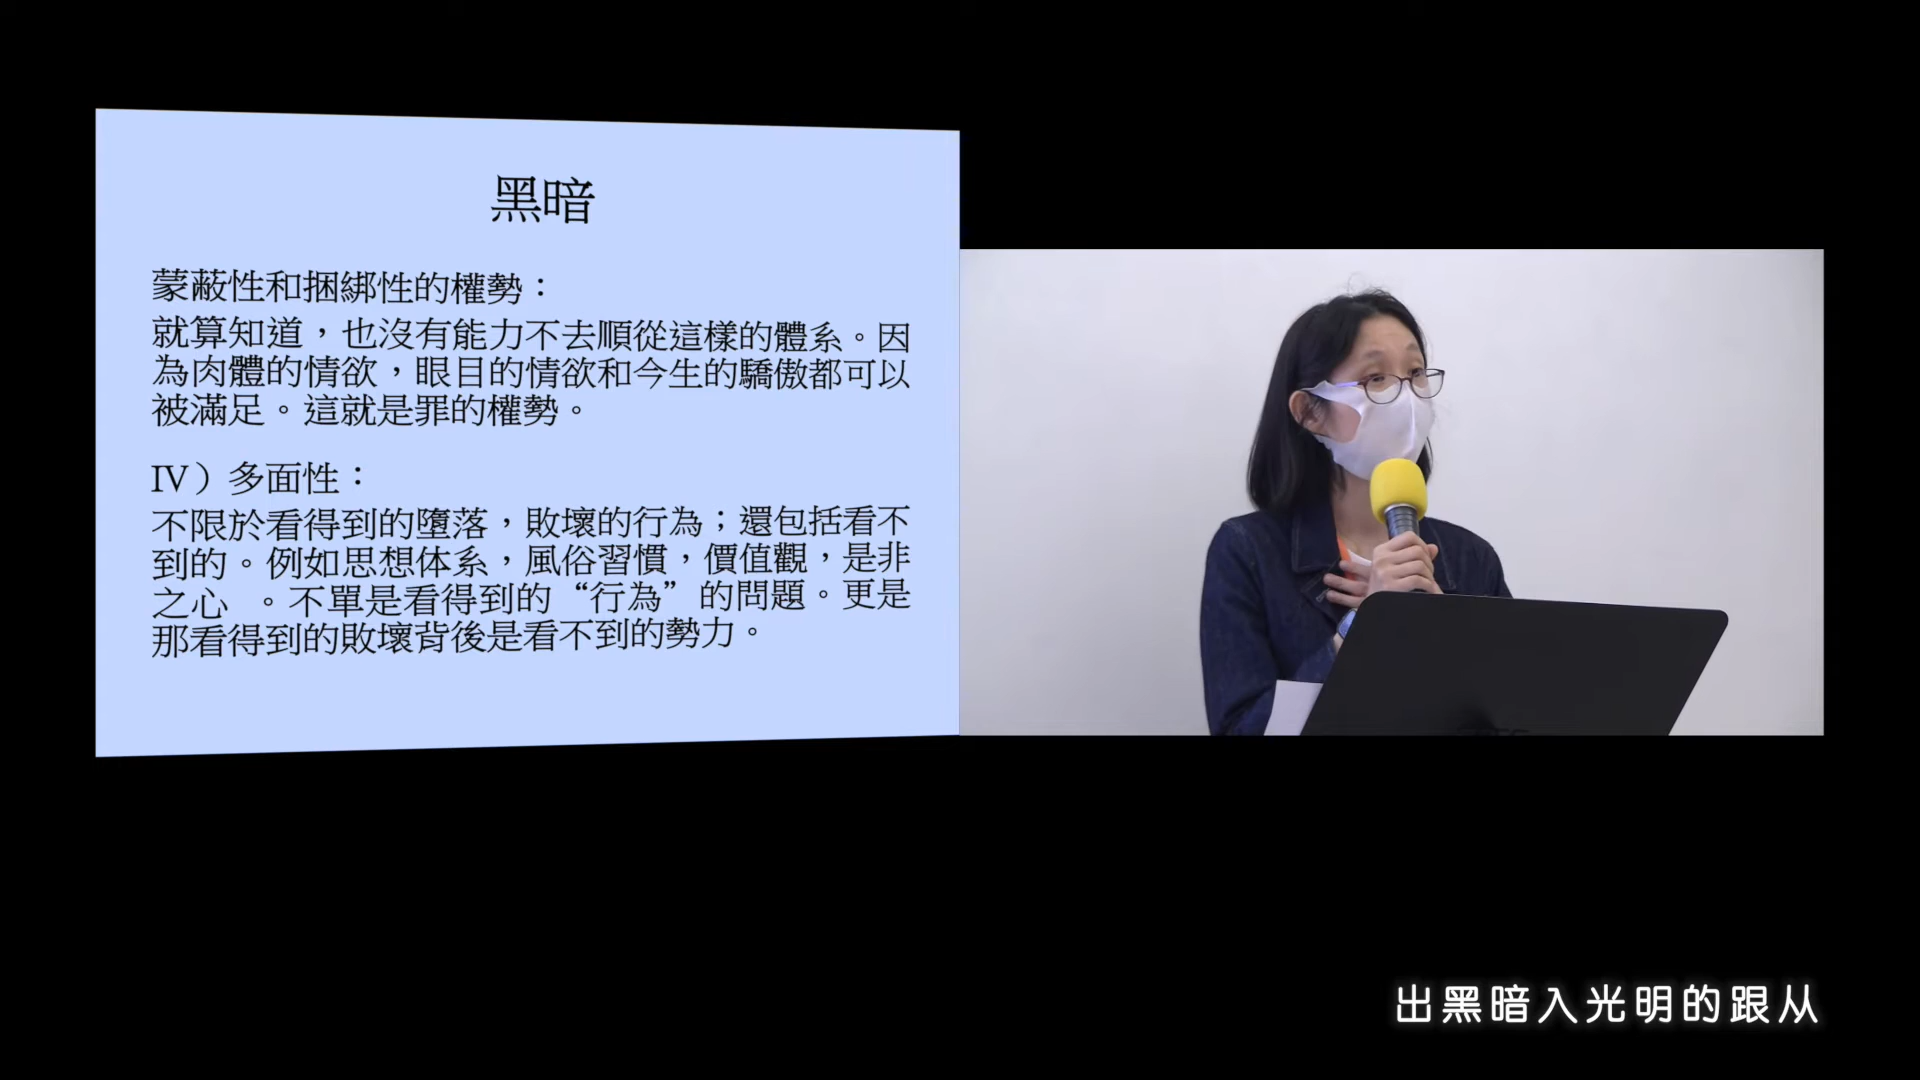 黑暗
蒙蔽性和捆綁性的權勢：
就算知道，也沒有能力不去順從這樣的體系。因
為肉體的情欲，眼目的情欲和今生的驕傲都可以
被滿足。這就是罪的權勢。
IV）多面性：
不限於看得到的墮落，敗壞的行為；還包括看不
到的。例如思想体系，風俗習慣，價值觀，是非
之心 。不單是看得到的“行為”的問題。更是
那看得到的敗壞背後是看不到的勢力。
出黑暗入光明的跟从